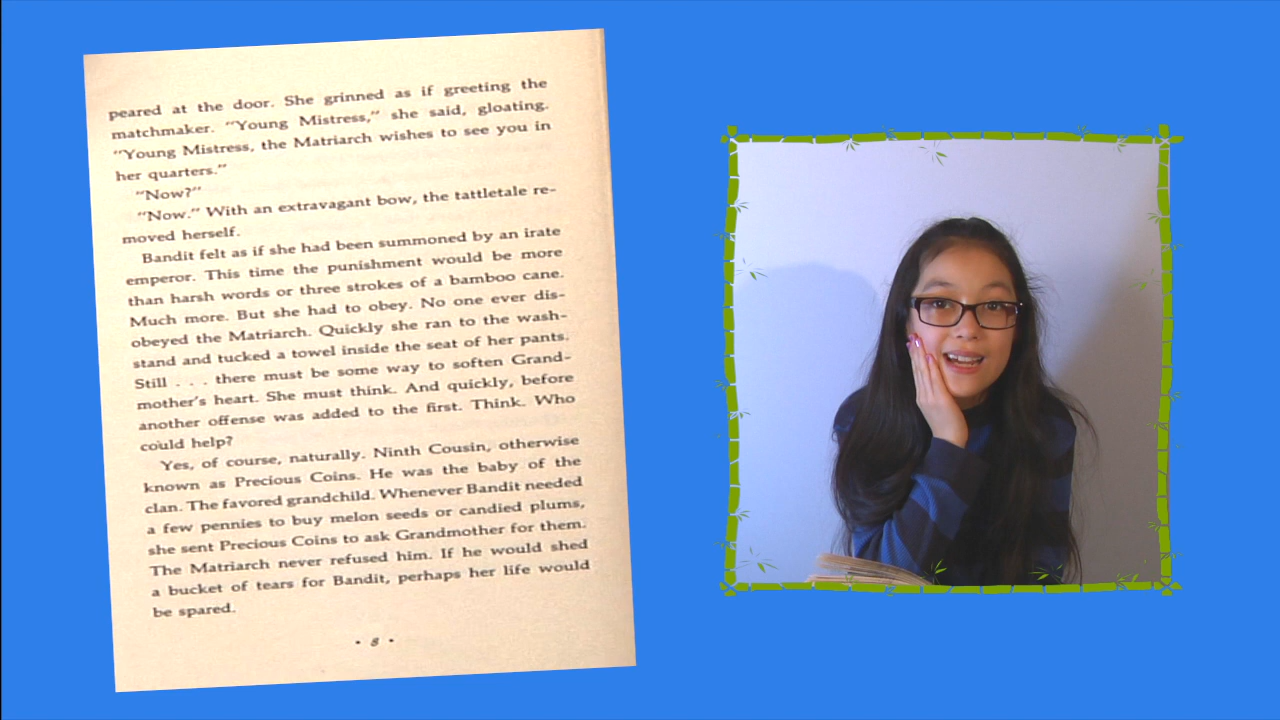 peared at the door. She grinned as if greeting the
matchmaker. “Young Mistress,” she said, gloating.
“Young Mistress, the Matriarch wishes to see you in
her quarters.”
“Now?”
“Now.” With an extravagant bow, the tattletale re-
moved herself.
Bandit felt as if she had been summoned by an irate
emperor. This time the punishment would be more
than harsh words or three strokes of a bamboo cane.
Much more. But she had to obey. No one ever dis-
obeyed the Matriarch. Quickly she ran to the wash-
stand and tucked a towel inside the seat of her pants.
Still . . . there must be some way to soften Grand-
mother’s heart. She must think. And quickly, before
another offense was added to the first. Think. Who
could help?
Yes, of course, naturally. Ninth Cousin, otherwise
known as Precious Coins. He was the baby of the
clan. The favored grandchild. Whenever Bandit needed
a few pennies to buy melon seeds or candied plums,
she sent Precious Coins to ask Grandmother for them.
The Matriarch never refused him. If he would shed
a bucket of tears for Bandit, perhaps her life would
be spared.
• 8 •